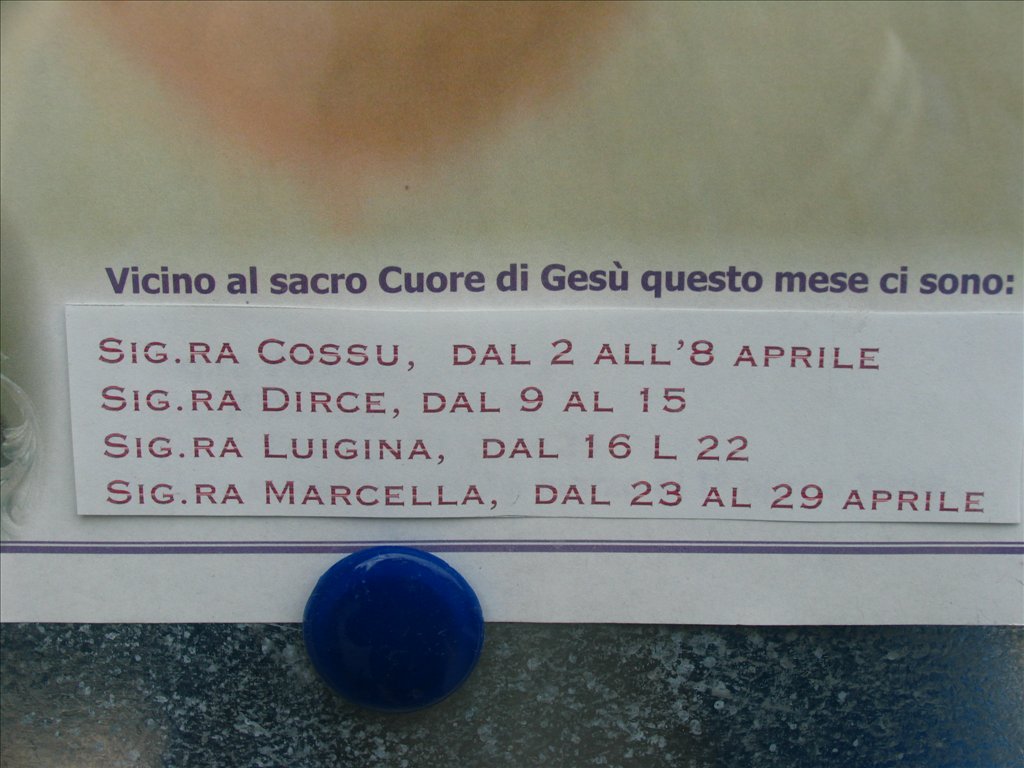 Vicino al sacro Cuore di Gesù questo mese ci sono:
SIG.RA COSSU, DAL 2 ALL'8 APRILE
SIG.RA DIRCE, DAL 9 AL 15
SIG.RA LUIGINA, DAL 16 L 22
SIG.RA MARCELLA, DAL 23 AL 29 APRILE